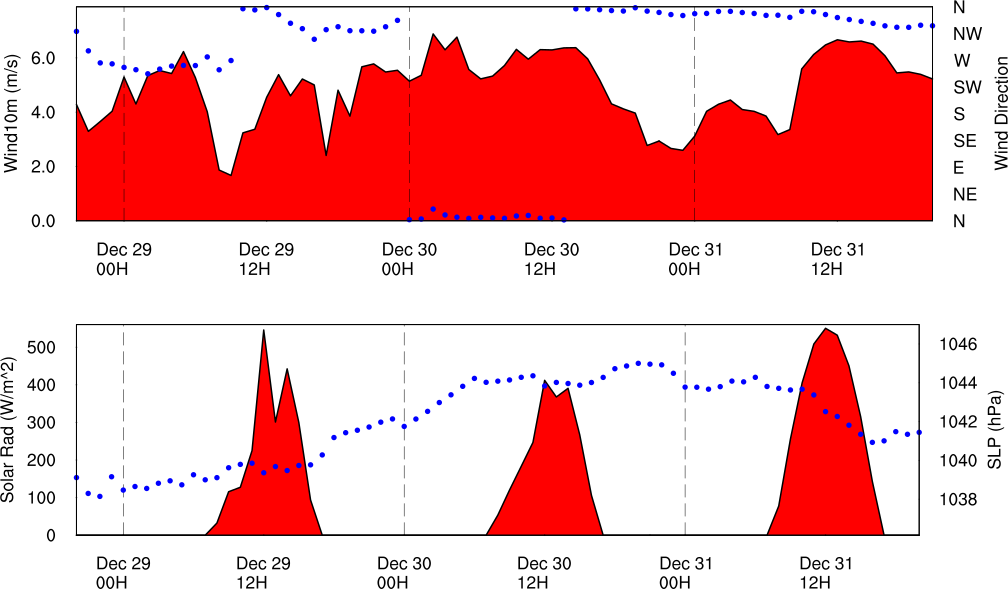 N
NW
W
SW
S
SE
E
NE
N
Wind Direction
Wind10m (m/s)
6.0
4.0
2.0
0.0
Dec 29
00H
Dec 29
12H
Dec 30
00H
Dec 30
12H
Dec 31
00H
Dec 31
12H
Solar Rad (W/m^2)
500
400
300
200
100
0
1046
1044
1042
1040
1038
SLP (hPa)
Dec 29
00H
Dec 29
12H
Dec 30
00H
Dec 30
12H
Dec 31
00H
Dec 31
12H